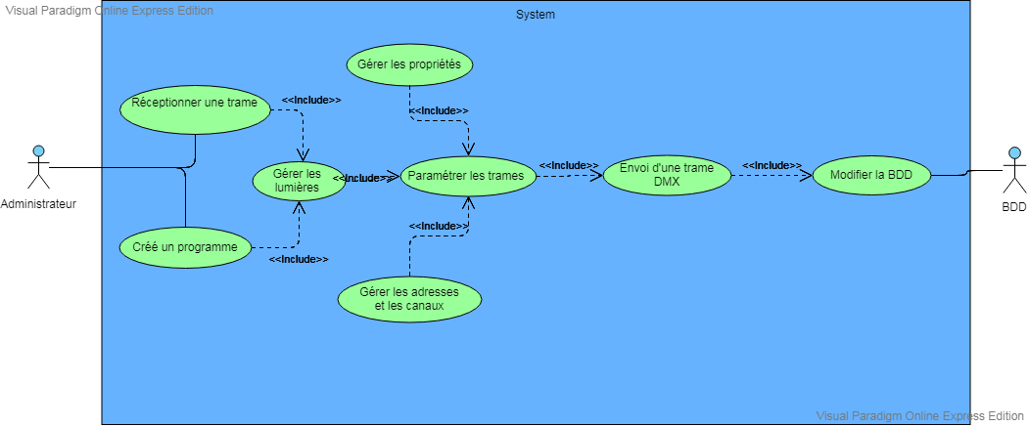 Visual Paradigm Online Express Edition
System
Gérer les propriétés
Réceptionner une trame
<<Include>>
<<Include>>
Administrateur
Gérer les
lumières
<<Include>>
Paramétrer les trames
<<Include>>
Envoi d'une trame
DMX
<<Include>>
Modifier la BDD
BDD
<<Include>>
Créé un programme
<<Include>>
Gérer les adresses
et les canaux
Visual Paradigm Online Express Edition